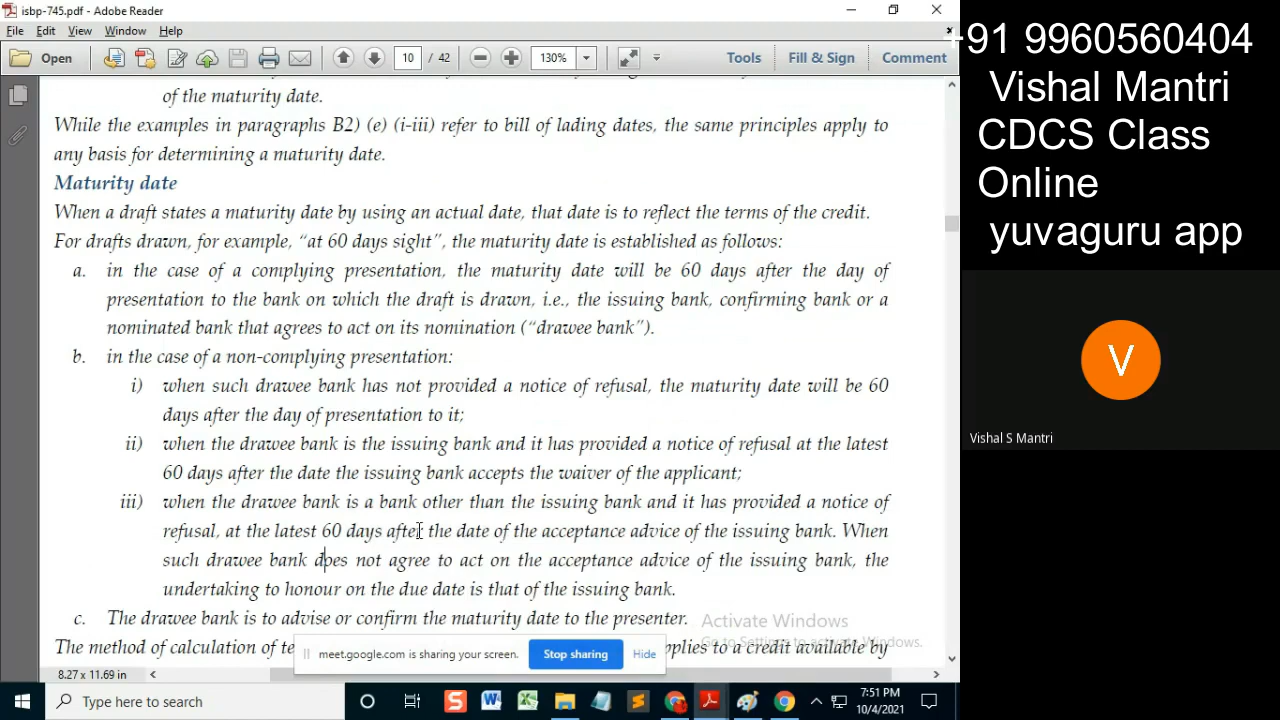 isbp-745.pdf - Adobe Reader
File Edit View Window Help
Open 10 / 42 130% Tools Fill & Sign Comment
of the maturity date.
While the examples in paragraphs B2) (e) (i-iii) refer to bill of lading dates, the same principles apply to
any basis for determining a maturity date.
Maturity date
When a draft states a maturity date by using an actual date, that date is to reflect the terms of the credit.
For drafts drawn, for example, “at 60 days sight”, the maturity date is established as follows:
a. in the case of a complying presentation, the maturity date will be 60 days after the day of
presentation to the bank on which the draft is drawn, i.e., the issuing bank, confirming bank or a
nominated bank that agrees to act on its nomination (“drawee bank”).
b. in the case of a non-complying presentation:
i) when such drawee bank has not provided a notice of refusal, the maturity date will be 60
days after the day of presentation to it;
ii) when the drawee bank is the issuing bank and it has provided a notice of refusal at the latest
60 days after the date the issuing bank accepts the waiver of the applicant;
iii) when the drawee bank is a bank other than the issuing bank and it has provided a notice of
refusal, at the latest 60 days after the date of the acceptance advice of the issuing bank. When
such drawee bank does not agree to act on the acceptance advice of the issuing bank, the
undertaking to honour on the due date is that of the issuing bank.
c. The drawee bank is to advise or confirm the maturity date to the presenter.
The method of calculation of te pplies to a credit available by
Activate Windows
Go to Settings to activate Windows.
meet.google.com is sharing your screen. Stop sharing Hide
8.27 x 11.69 in
Type here to search
7:51 PM
10/4/2021
+91 9960560404
Vishal Mantri
CDCS Class
Online
yuvaguru app
V
Vishal S Mantri